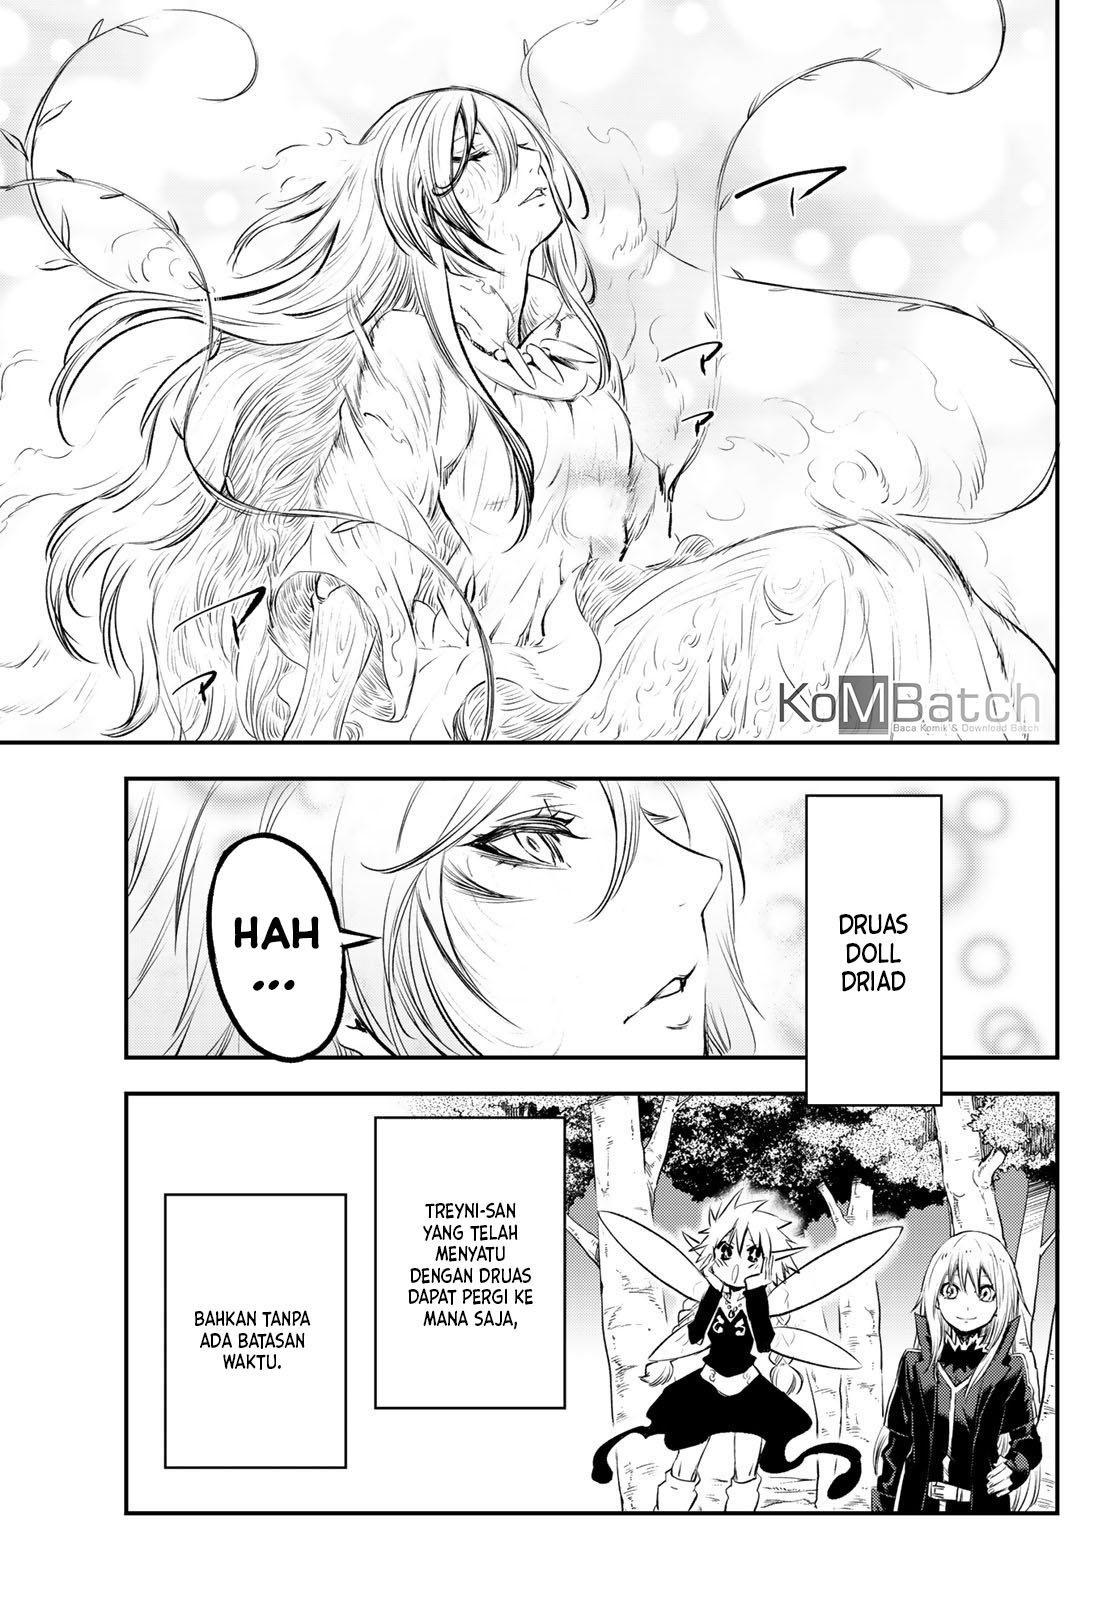 KoMBatch
Baca Komik & Download Batch
DRUAS
DOLL
DRIAD
HAH
...
TREYNI-SAN
YANG TELAH
MENYATU
DENGAN DRUAS
DAPAT PERGI KE
MANA SAJA,
BAHKAN TANPA
ADA BATASAN
WAKTU.